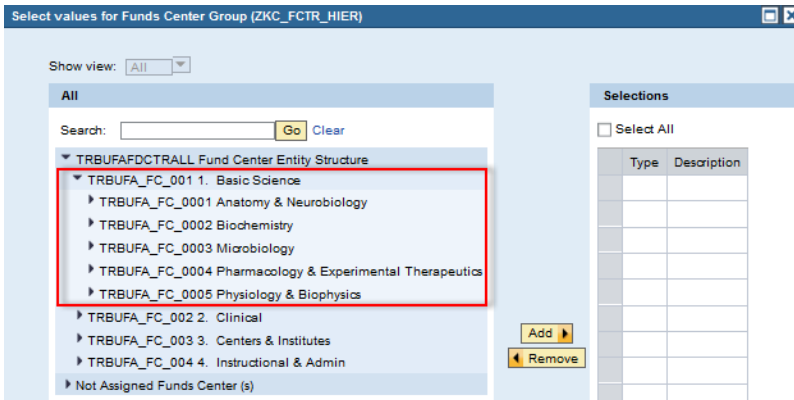 Select values for Funds Center Group (ZKC_FCTR_HIER)
Show view: All
All
Search: Go Clear
TRBUFAFDCTRALL Fund Center Entity Structure
TRBUFA_FC_001 1. Basic Science
TRBUFA_FC_0001 Anatomy & Neurobiology
TRBUFA_FC_0002 Biochemistry
TRBUFA_FC_0003 Microbiology
TRBUFA_FC_0004 Pharmacology & Experimental Therapeutics
TRBUFA_FC_0005 Physiology & Biophysics
TRBUFA_FC_002 2. Clinical
TRBUFA_FC_003 3. Centers & Institutes
TRBUFA_FC_004 4. Instructional & Admin
Not Assigned Funds Center (s)
Add
Remove
Selections
Select All
Type Description